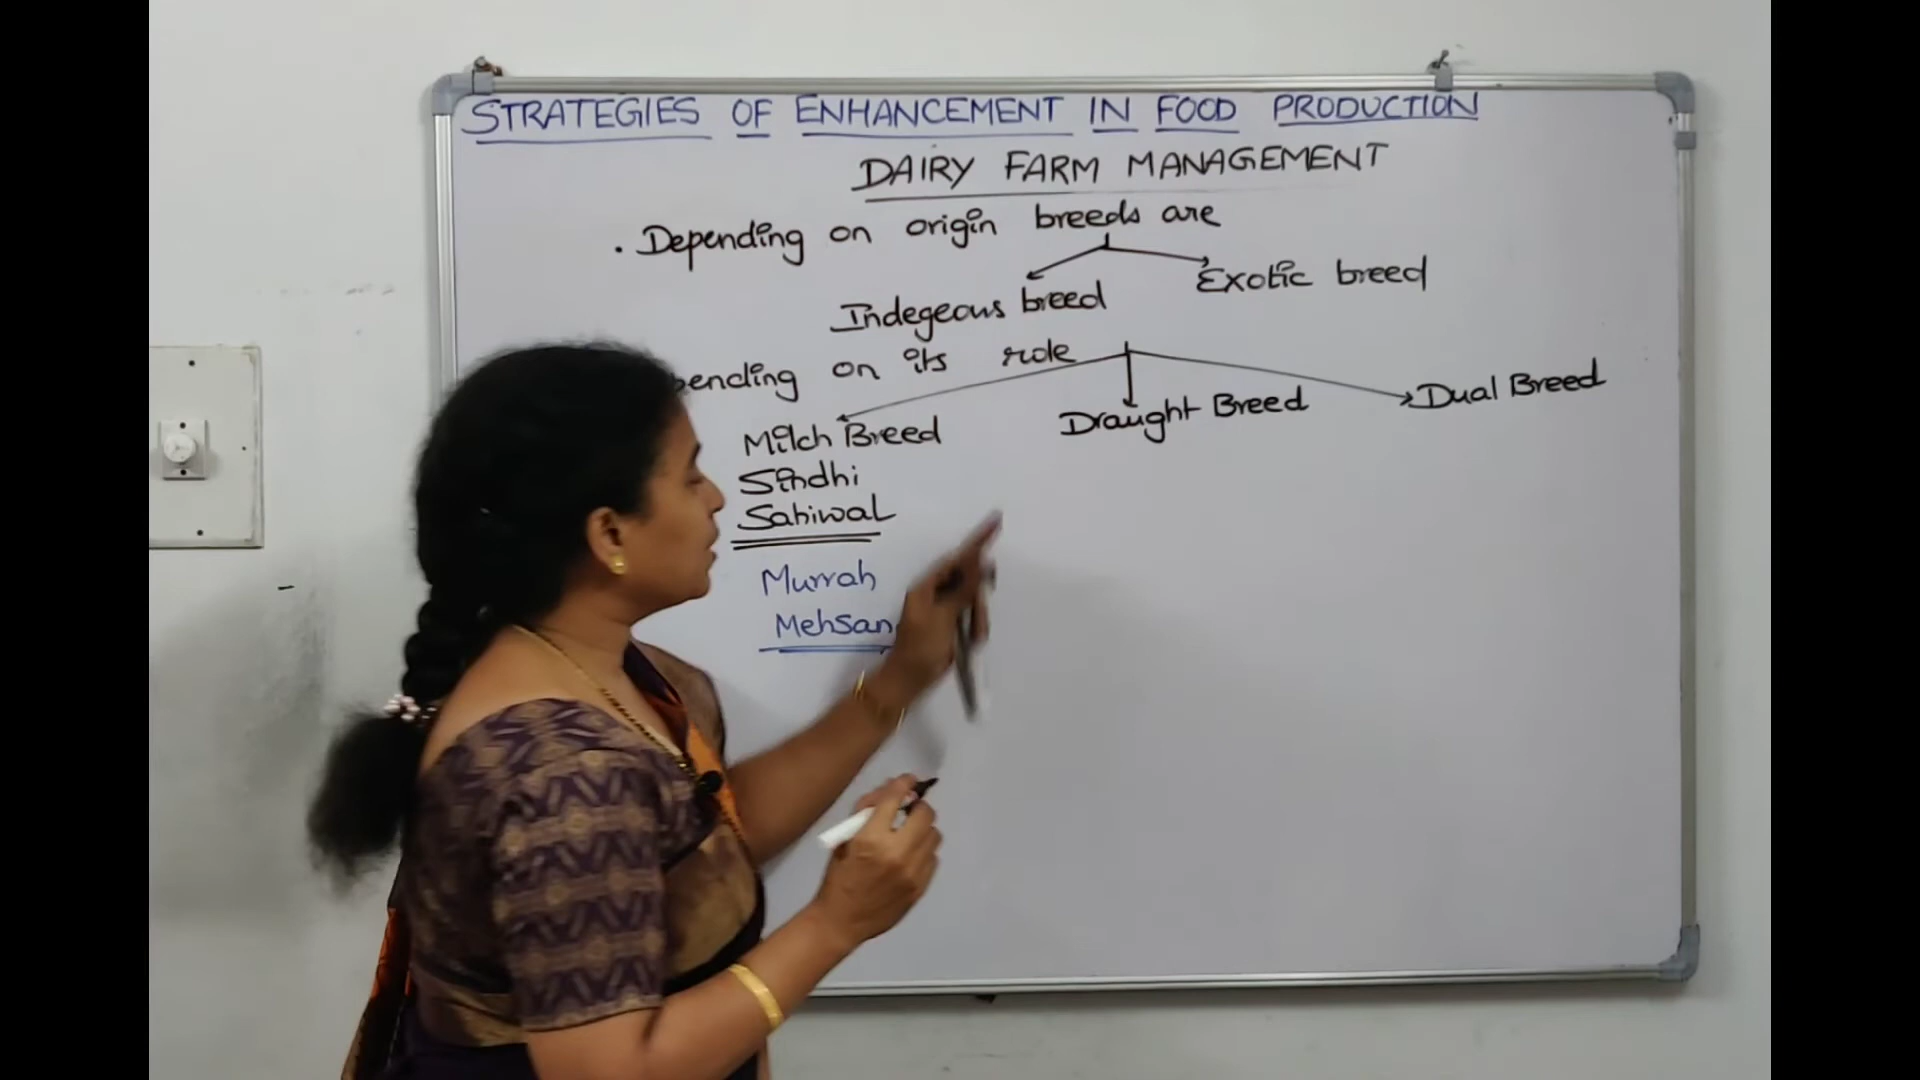 STRATEGIES OF ENHANCEMENT IN FOOD PRODUCTION
DAIRY FARM MANAGEMENT
. Depending on origin breeds are
Indegeous breed
Exotic breed
pending on its role
Milch Breed
Draught Breed
Dual Breed
Sindhi
Sahiwal
Murrah
Mehsan